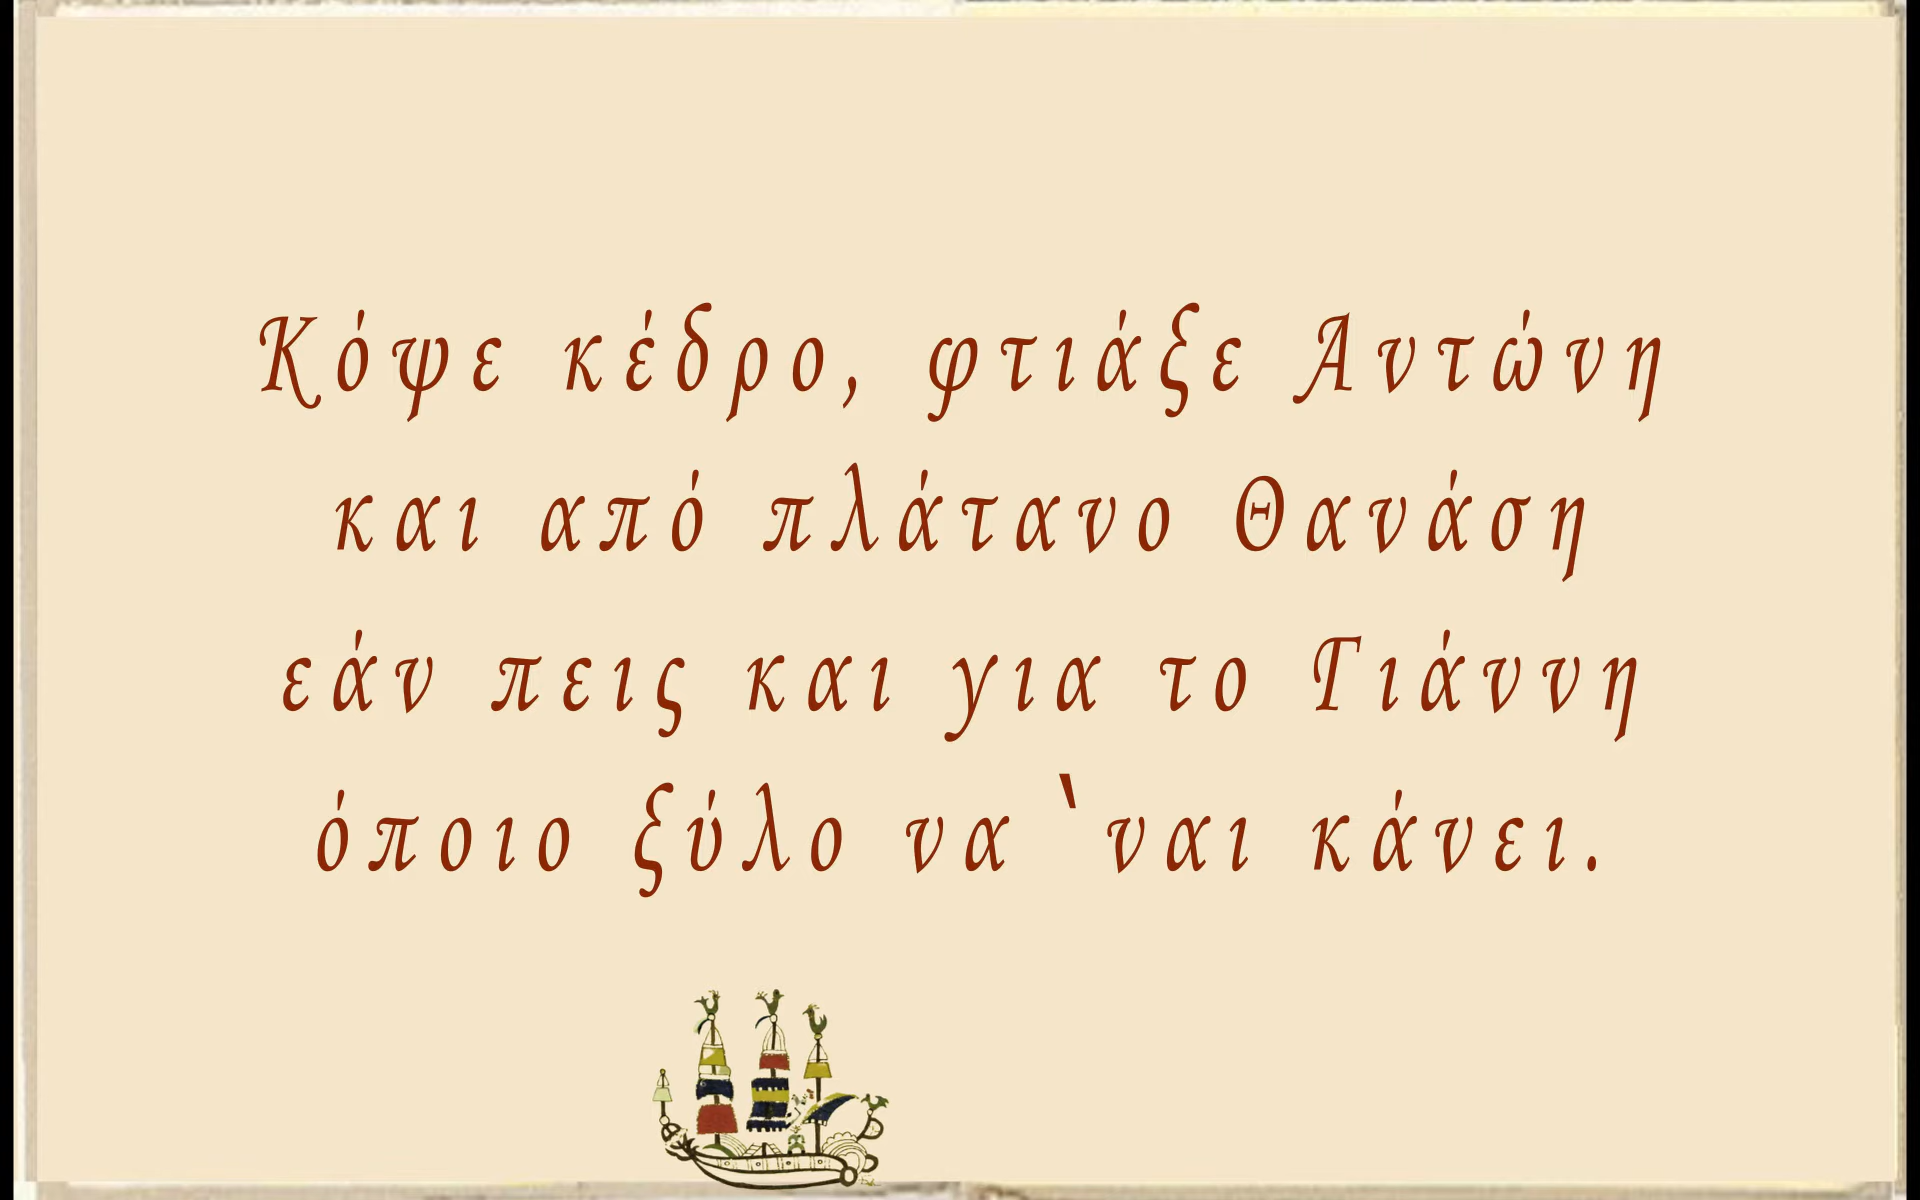 Κόψε κέδρο, φτιάξε Αντώνη
και από πλάτανο Θανάση
εάν πεις και για το Γιάννη
όποιο ξύλο να `ναι κάνει.